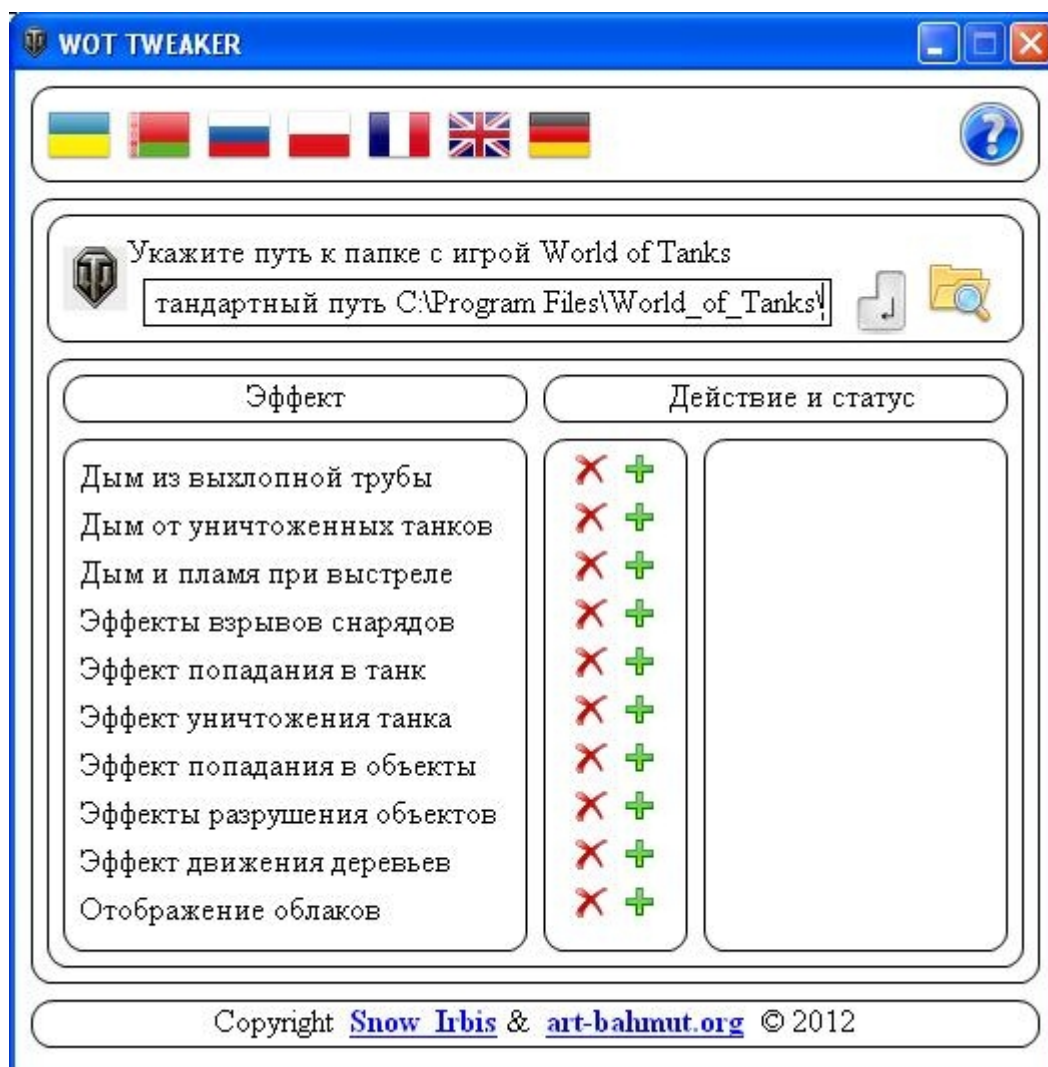 WOT TWEAKER
Укажите путь к папке с игрой World of Tanks
тандартный путь C:\Program Files\World_of_Tanks\
Эффект
Действие и статус
Дым из выхлопной трубы
Дым от уничтоженных танков
Дым и пламя при выстреле
Эффекты взрывов снарядов
Эффект попадания в танк
Эффект уничтожения танка
Эффект попадания в объекты
Эффекты разрушения объектов
Эффект движения деревьев
Отображение облаков
Copyright Snow_Irbis & art-bahmut.org © 2012